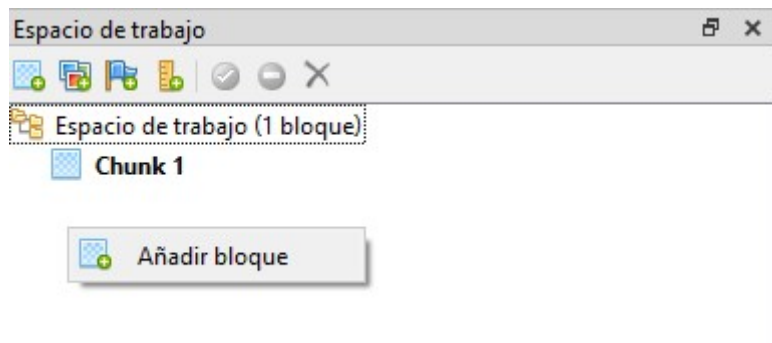 Espacio de trabajo
Espacio de trabajo (1 bloque)
Chunk 1
Añadir bloque